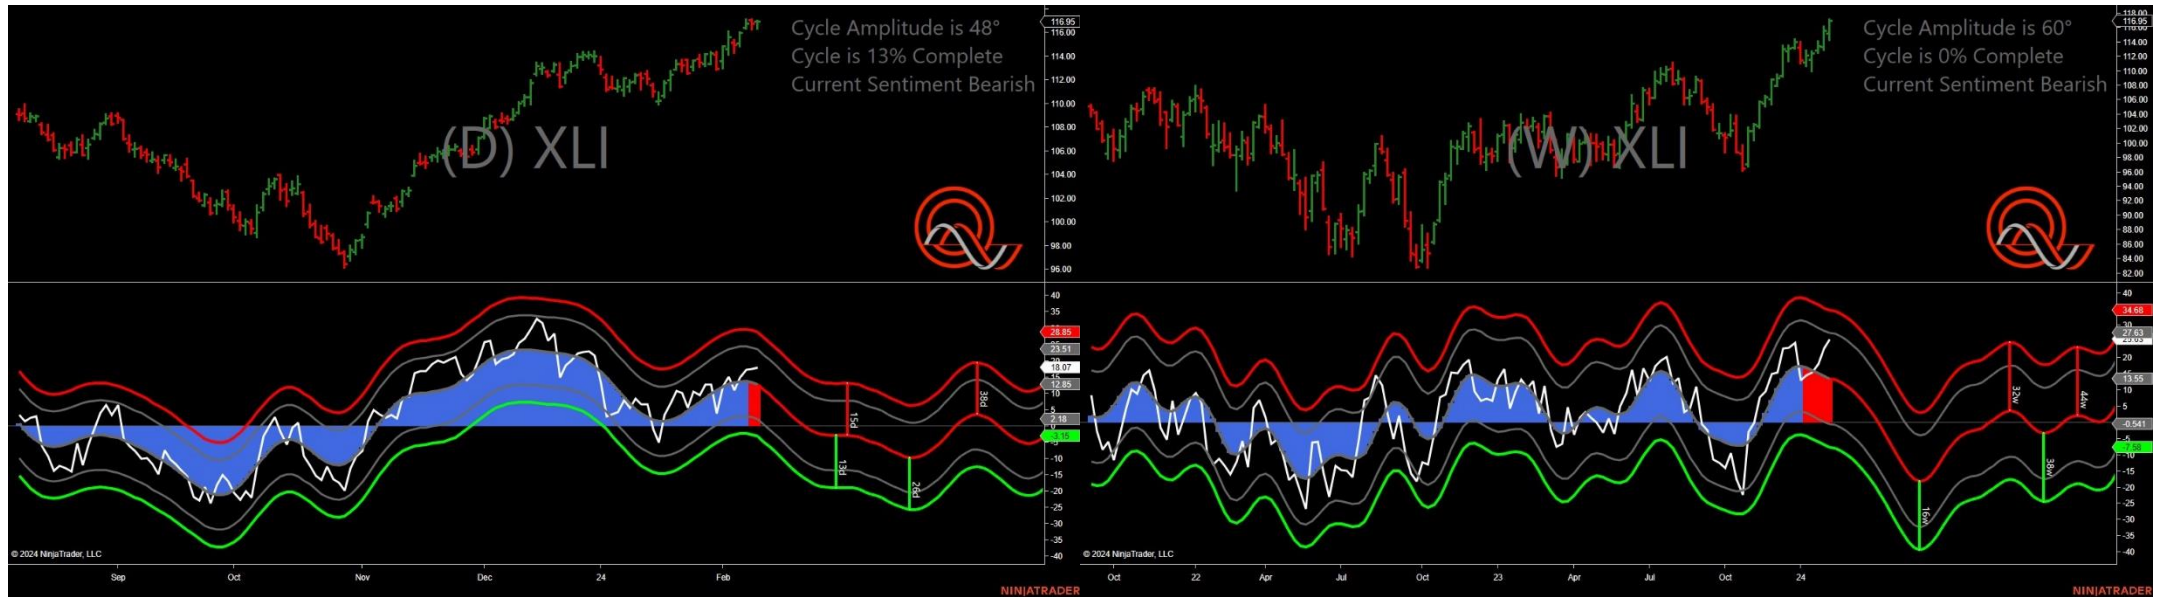 Cycle Amplitude is 48°
Cycle is 13% Complete
Current Sentiment Bearish
(D) XLI
116.95
116.00
114.00
112.00
110.00
108.00
106.00
104.00
102.00
100.00
98.00
96.00
40
35
28.85
23.51
18.07
12.85
5
2.18
-3.15
-10
-15
-20
-25
-30
-35
-40
15d
13d
26d
38d
© 2024 NinjaTrader, LLC
Sep
Oct
Nov
Dec
24
Feb
NINJATRADER
Cycle Amplitude is 60°
Cycle is 0% Complete
Current Sentiment Bearish
(W) XLI
118.00
116.95
114.00
112.00
110.00
108.00
106.00
104.00
102.00
100.00
98.00
96.00
94.00
92.00
90.00
88.00
86.00
84.00
82.00
40
34.68
30
27.63
20
13.55
10
5
-0.541
-7.58
-15
-20
-25
-30
-35
-40
16w
32w
38w
44w
© 2024 NinjaTrader, LLC
Oct
22
Apr
Jul
Oct
23
Apr
Jul
Oct
24
NINJATRADER